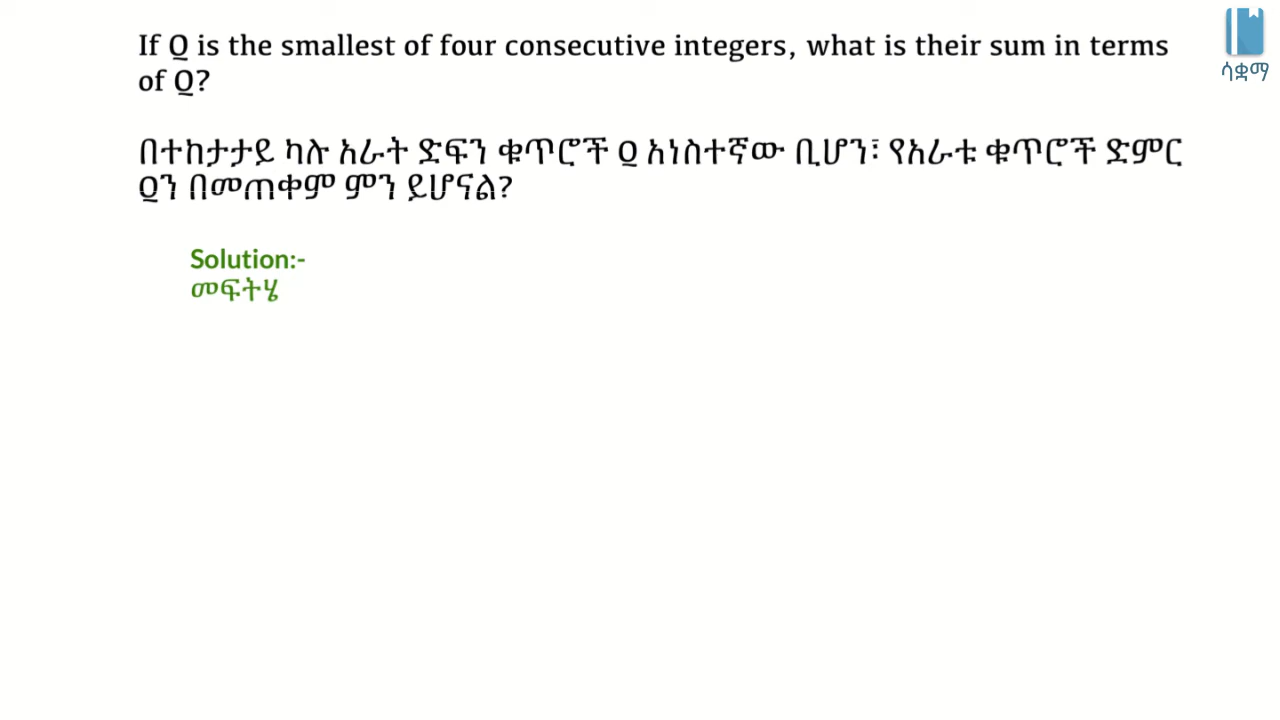 If Q is the smallest of four consecutive integers, what is their sum in terms
of Q?
በተከታታይ ካሉ አራት ድፍን ቁጥሮች Q አነስተኛው ቢሆን፣ የአራቱ ቁጥሮች ድምር
Qን በመጠቀም ምን ይሆናል?
Solution:-
መፍትሄ
ሳቋማ